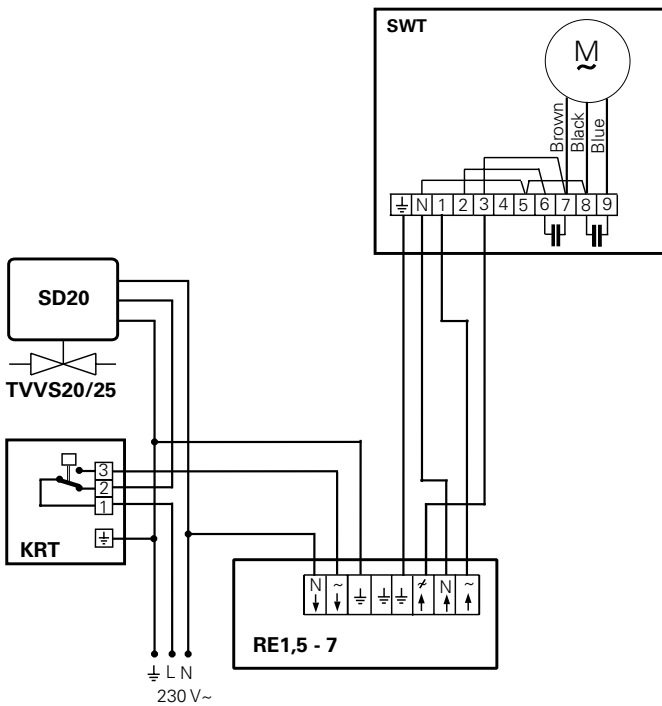 SWT
M
~
Brown
Black
Blue
N 1 2 3 4 5 6 7 8 9
SD20
TVVS20/25
3
2
1
KRT
N ~ ≁ N ~
RE1,5 - 7
L N
230 V~